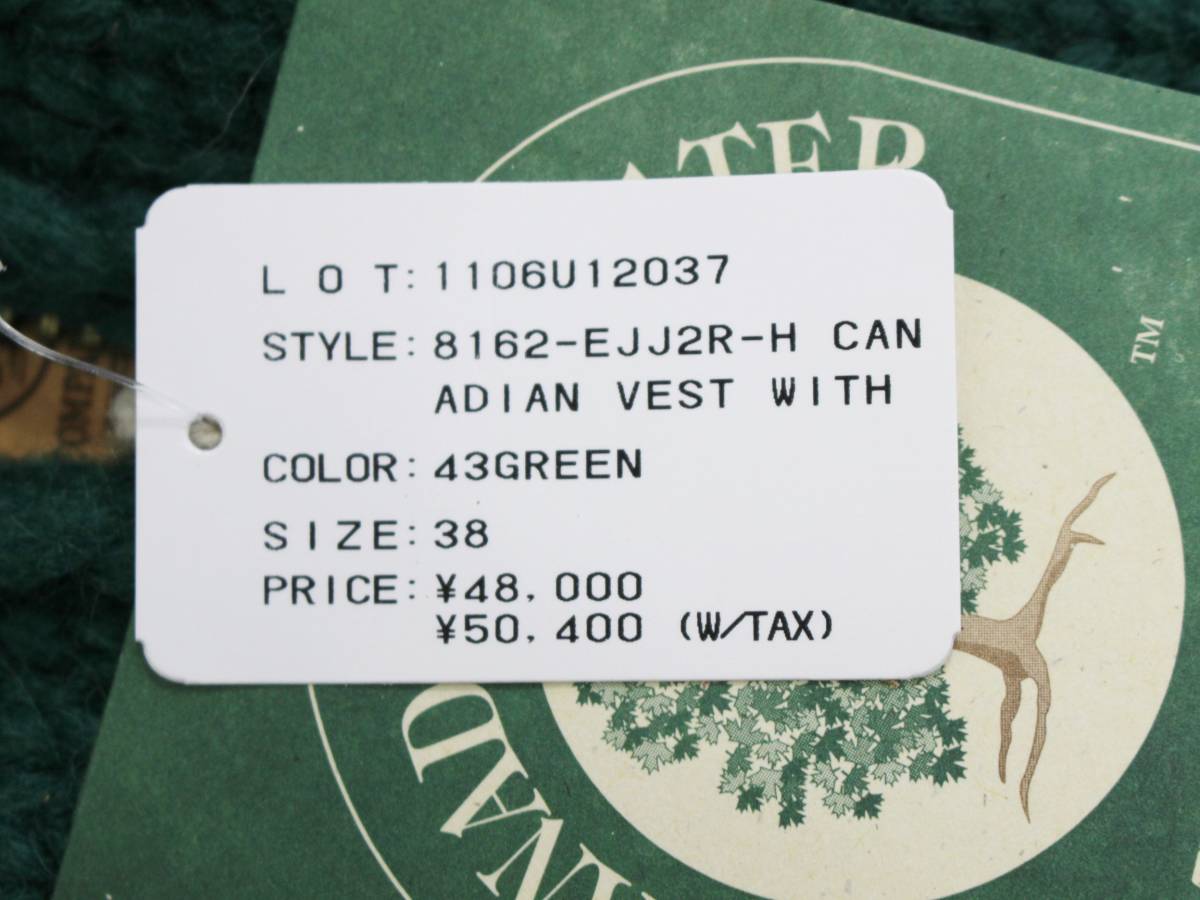 L O T: 1106U12037
STYLE: 8162-EJJ2R-H CAN
ADIAN VEST WITH
COLOR: 43GREEN
SIZE: 38
PRICE: ¥48,000
¥50,400 (W/TAX)
TM